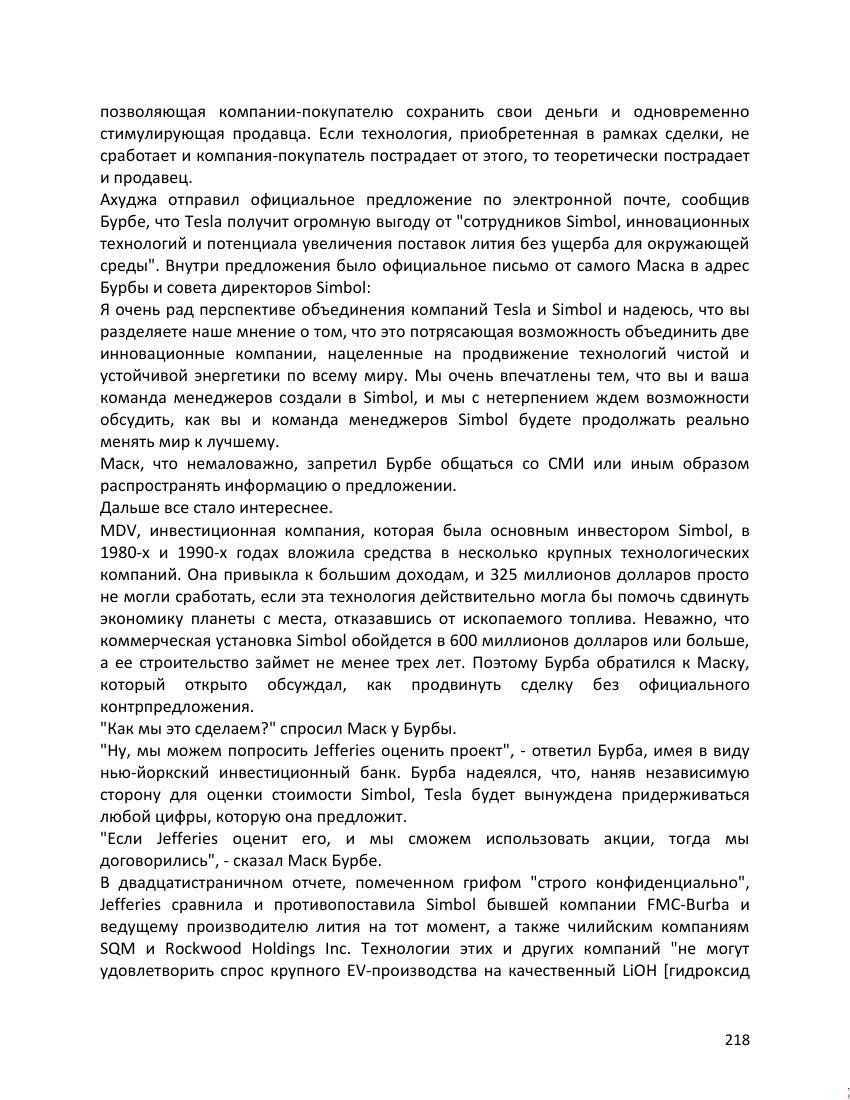 позволяющая компании-покупателю сохранить свои деньги и одновременно
стимулирующая продавца. Если технология, приобретенная в рамках сделки, не
сработает и компания-покупатель пострадает от этого, то теоретически пострадает
и продавец.
Ахуджа отправил официальное предложение по электронной почте, сообщив
Бурбе, что Tesla получит огромную выгоду от "сотрудников Simbol, инновационных
технологий и потенциала увеличения поставок лития без ущерба для окружающей
среды". Внутри предложения было официальное письмо от самого Маска в адрес
Бурбы и совета директоров Simbol:
Я очень рад перспективе объединения компаний Tesla и Simbol и надеюсь, что вы
разделяете наше мнение о том, что это потрясающая возможность объединить две
инновационные компании, нацеленные на продвижение технологий чистой и
устойчивой энергетики по всему миру. Мы очень впечатлены тем, что вы и ваша
команда менеджеров создали в Simbol, и мы с нетерпением ждем возможности
обсудить, как вы и команда менеджеров Simbol будете продолжать реально
менять мир к лучшему.
Маск, что немаловажно, запретил Бурбе общаться со СМИ или иным образом
распространять информацию о предложении.
Дальше все стало интереснее.
MDV, инвестиционная компания, которая была основным инвестором Simbol, в
1980-х и 1990-х годах вложила средства в несколько крупных технологических
компаний. Она привыкла к большим доходам, и 325 миллионов долларов просто
не могли сработать, если эта технология действительно могла бы помочь сдвинуть
экономику планеты с места, отказавшись от ископаемого топлива. Неважно, что
коммерческая установка Simbol обойдется в 600 миллионов долларов или больше,
а ее строительство займет не менее трех лет. Поэтому Бурба обратился к Маску,
который открыто обсуждал, как продвинуть сделку без официального
контрпредложения.
"Как мы это сделаем?" спросил Маск у Бурбы.
"Ну, мы можем попросить Jefferies оценить проект", - ответил Бурба, имея в виду
нью-йоркский инвестиционный банк. Бурба надеялся, что, наняв независимую
сторону для оценки стоимости Simbol, Tesla будет вынуждена придерживаться
любой цифры, которую она предложит.
"Если Jefferies оценит его, и мы сможем использовать акции, тогда мы
договорились", - сказал Маск Бурбе.
В двадцатистраничном отчете, помеченном грифом "строго конфиденциально",
Jefferies сравнила и противопоставила Simbol бывшей компании FMC-Burba и
ведущему производителю лития на тот момент, а также чилийским компаниям
SQM и Rockwood Holdings Inc. Технологии этих и других компаний "не могут
удовлетворить спрос крупного EV-производства на качественный LiOH [гидроксид
218